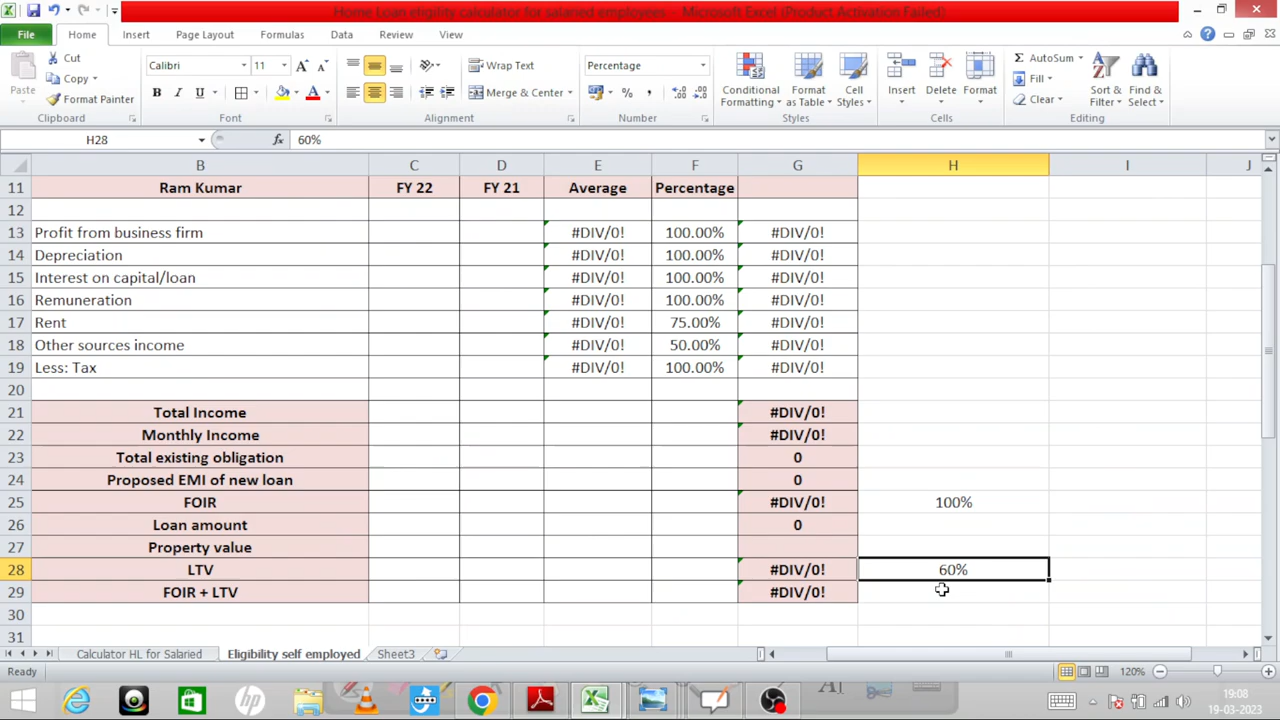 Home Loan eligility calculator for salaried employees - Microsoft Excel (Product Activation Failed)
File Home Insert Page Layout Formulas Data Review View
Paste Cut Copy Format Painter Clipboard
Calibri 11 B I U A Font
Wrap Text Merge & Center Alignment
Percentage % , Number
Conditional Formatting Format as Table Cell Styles Styles
Insert Delete Format Cells
Σ AutoSum Fill Clear Sort & Filter Find & Select Editing
H28 fx 60%
B C D E F G H I J
11 Ram Kumar FY 22 FY 21 Average Percentage
12
13 Profit from business firm #DIV/0! 100.00% #DIV/0!
14 Depreciation #DIV/0! 100.00% #DIV/0!
15 Interest on capital/loan #DIV/0! 100.00% #DIV/0!
16 Remuneration #DIV/0! 100.00% #DIV/0!
17 Rent #DIV/0! 75.00% #DIV/0!
18 Other sources income #DIV/0! 50.00% #DIV/0!
19 Less: Tax #DIV/0! 100.00% #DIV/0!
20
21 Total Income #DIV/0!
22 Monthly Income #DIV/0!
23 Total existing obligation 0
24 Proposed EMI of new loan 0
25 FOIR #DIV/0! 100%
26 Loan amount 0
27 Property value
28 LTV #DIV/0! 60%
29 FOIR + LTV #DIV/0!
30
31
Calculator HL for Salaried Eligibility self employed Sheet3
Ready 120%
hp 19:08
19-03-2023